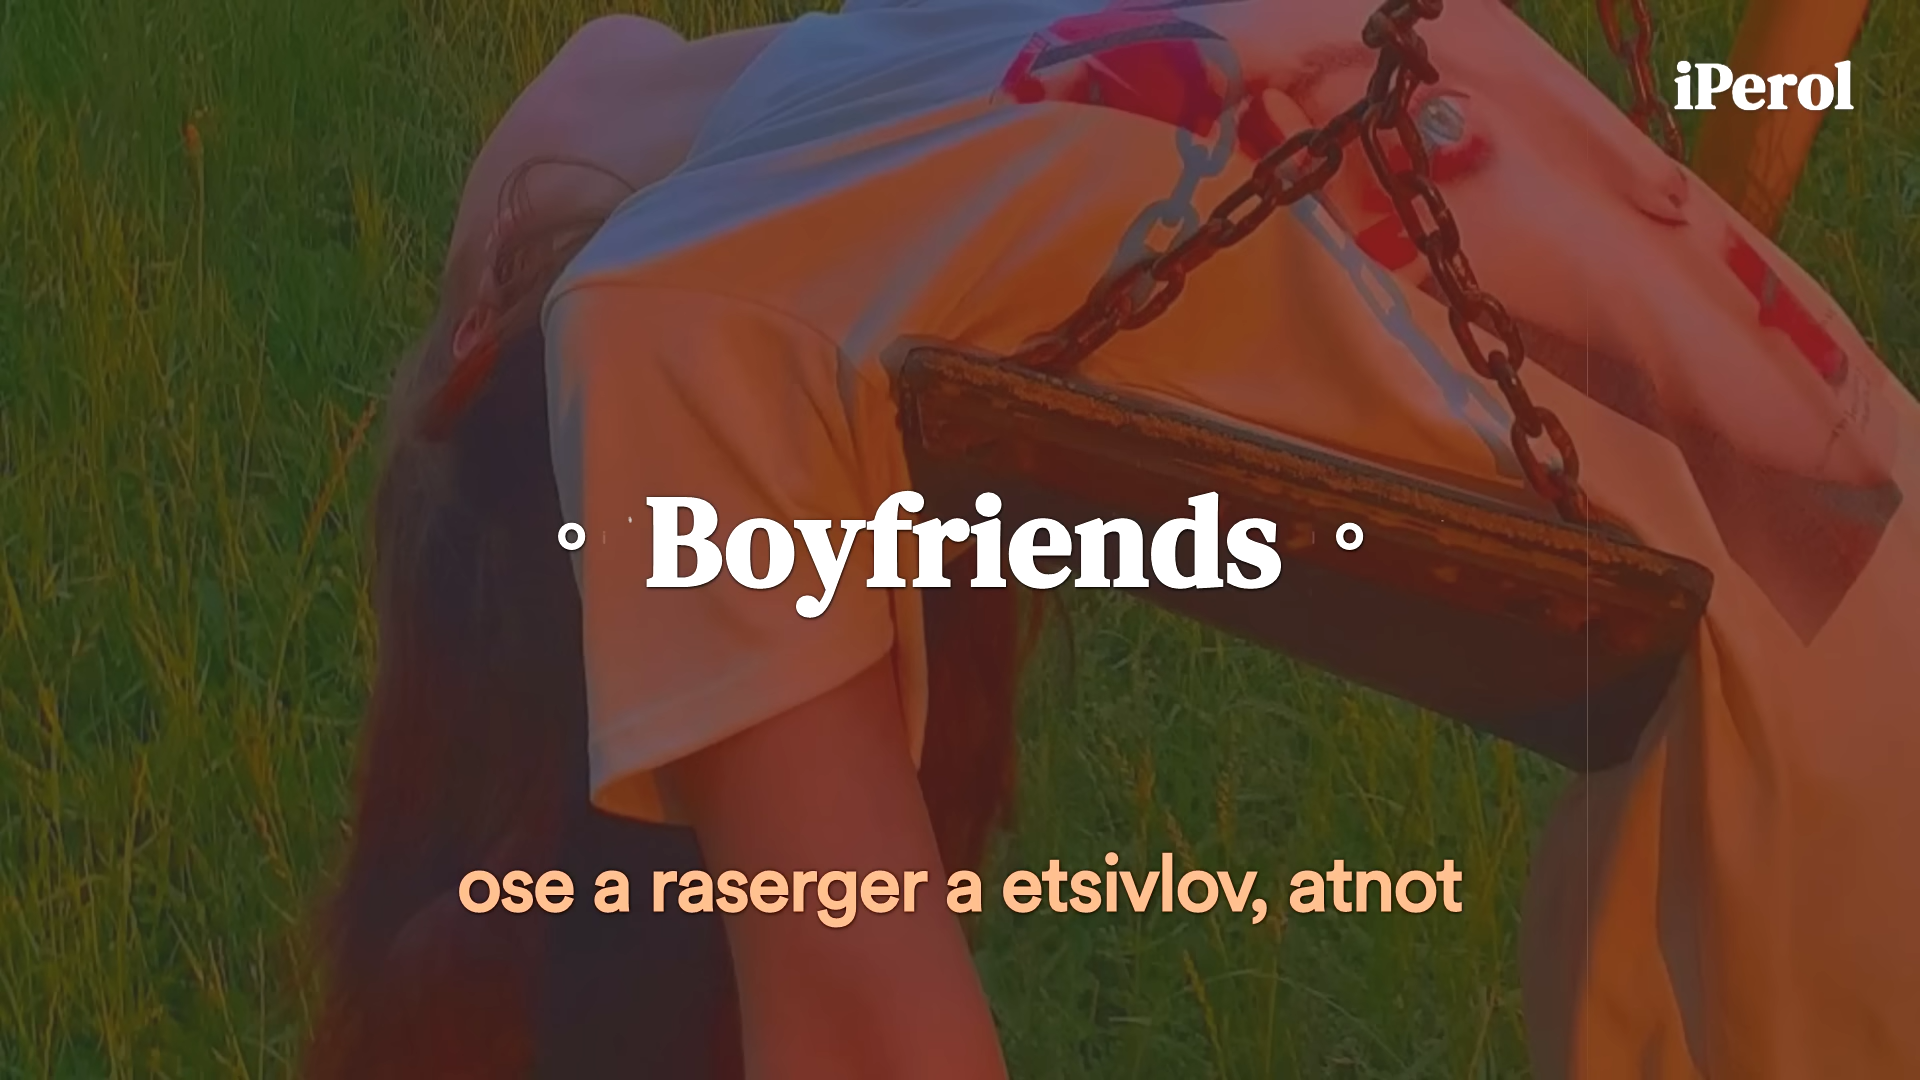 iPerol
Boyfriends
ose a raserger a etsivlov, atnot